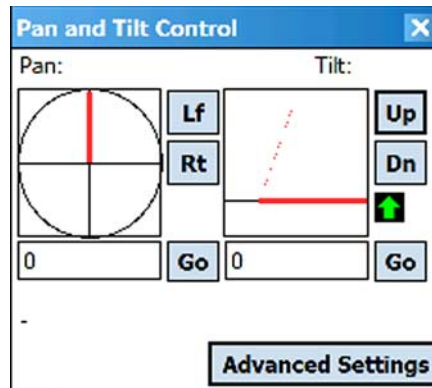 Pan and Tilt Control
Pan: Tilt:
Lf Up
Rt Dn
0 Go 0 Go
-
Advanced Settings